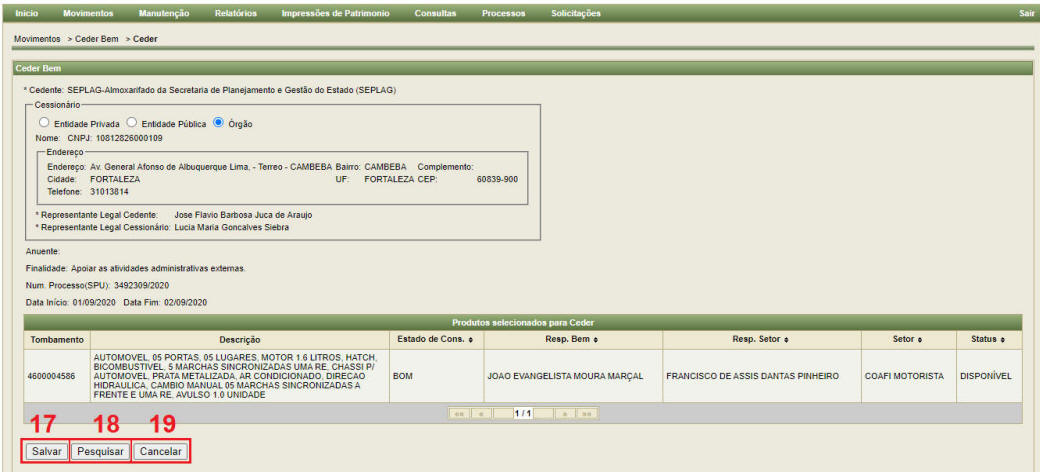 Início Movimentos Manutenção Relatórios Impressões de Patrimonio Consultas Processos Solicitações Sair
Movimentos > Ceder Bem > Ceder
Ceder Bem
* Cedente: SEPLAG-Almoxarifado da Secretaria de Planejamento e Gestão do Estado (SEPLAG)
Cessionário
Entidade Privada Entidade Pública Órgão
Nome: CNPJ: 10812826000109
Endereço
Endereço: Av. General Afonso de Albuquerque Lima, - Terreo - CAMBEBA Bairro: CAMBEBA Complemento:
Cidade: FORTALEZA UF: FORTALEZA CEP: 60839-900
Telefone: 31013814
* Representante Legal Cedente: Jose Flavio Barbosa Juca de Araujo
* Representante Legal Cessionário: Lucia Maria Goncalves Siebra
Anuente:
Finalidade: Apoiar as atividades administrativas externas.
Num. Processo(SPU): 3492309/2020
Data Início: 01/09/2020 Data Fim: 02/09/2020
Produtos selecionados para Ceder
Tombamento Descrição Estado de Cons. Resp. Bem Resp. Setor Setor Status
AUTOMOVEL, 05 PORTAS, 05 LUGARES, MOTOR 1.6 LITROS, HATCH,
BICOMBUSTIVEL, 5 MARCHAS SINCRONIZADAS UMA RE, CHASSI P/
4600004586 AUTOMOVEL, PRATA METALIZADA, AR CONDICIONADO, DIRECAO BOM JOAO EVANGELISTA MOURA MARÇAL FRANCISCO DE ASSIS DANTAS PINHEIRO COAFI MOTORISTA DISPONÍVEL
HIDRAULICA, CAMBIO MANUAL 05 MARCHAS SINCRONIZADAS A
FRENTE E UMA RE, AVULSO 1.0 UNIDADE
«« « 1 / 1 » »»
17 18 19
Salvar Pesquisar Cancelar